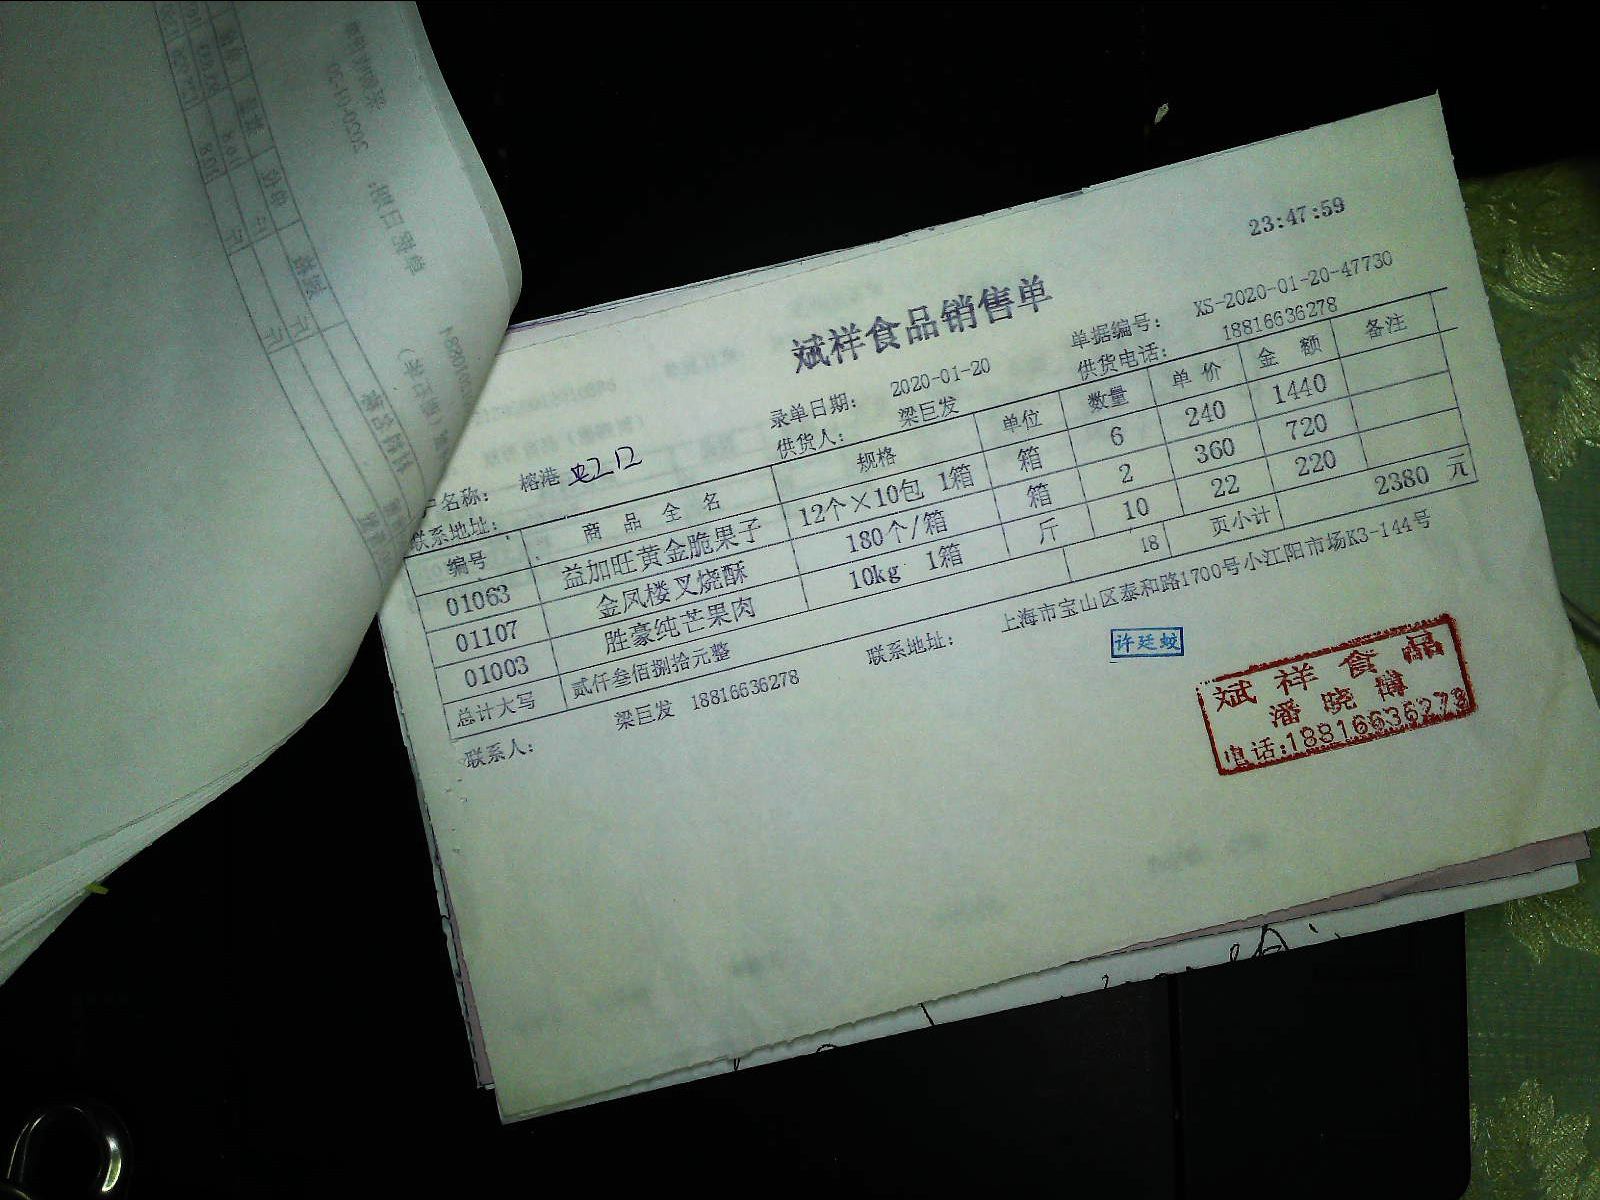 23:47:59
斌祥食品销售单
录单日期: 2020-01-20 单据编号: XS-2020-01-20-47730
户名称: 榕港 供货人: 梁巨发 供货电话: 18816636278
联系地址:
编号 商品全名 规格 单位 数量 单价 金额 备注
01063 益加旺黄金脆果子 12个×10包 1箱 箱 6 240 1440
01107 金凤楼叉烧酥 180个/箱 箱 2 360 720
01003 胜豪纯芒果肉 10kg 1箱 斤 10 22 220
总计大写 贰仟叁佰捌拾元整 18 页小计 2380 元
联系人: 梁巨发 18816636278 联系地址: 上海市宝山区泰和路1700号小江阳市场K3-144号
许廷蛟
斌祥食品
潘晓博
电话:18816636278